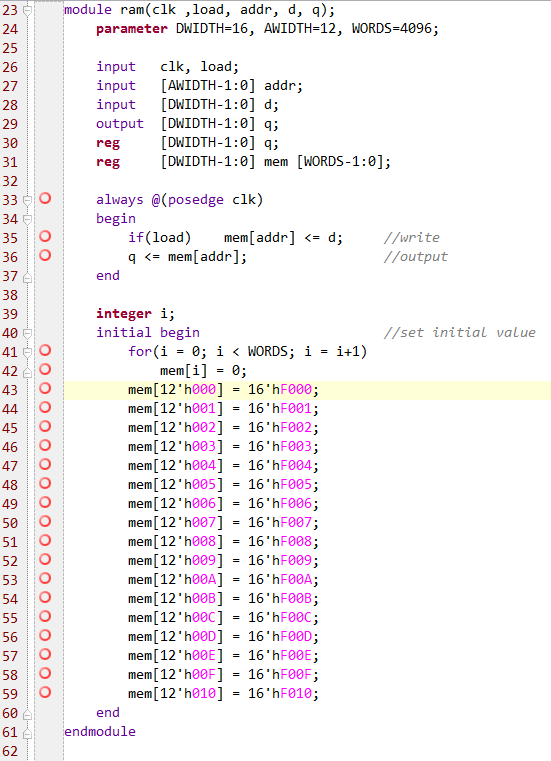 23 module ram(clk ,load, addr, d, q);
24     parameter DWIDTH=16, AWIDTH=12, WORDS=4096;
25
26     input   clk, load;
27     input   [AWIDTH-1:0] addr;
28     input   [DWIDTH-1:0] d;
29     output  [DWIDTH-1:0] q;
30     reg     [DWIDTH-1:0] q;
31     reg     [DWIDTH-1:0] mem [WORDS-1:0];
32
33     always @(posedge clk)
34     begin
35         if(load)    mem[addr] <= d;     //write
36         q <= mem[addr];                 //output
37     end
38
39     integer i;
40     initial begin                       //set initial value
41         for(i = 0; i < WORDS; i = i+1)
42             mem[i] = 0;
43         mem[12'h000] = 16'hF000;
44         mem[12'h001] = 16'hF001;
45         mem[12'h002] = 16'hF002;
46         mem[12'h003] = 16'hF003;
47         mem[12'h004] = 16'hF004;
48         mem[12'h005] = 16'hF005;
49         mem[12'h006] = 16'hF006;
50         mem[12'h007] = 16'hF007;
51         mem[12'h008] = 16'hF008;
52         mem[12'h009] = 16'hF009;
53         mem[12'h00A] = 16'hF00A;
54         mem[12'h00B] = 16'hF00B;
55         mem[12'h00C] = 16'hF00C;
56         mem[12'h00D] = 16'hF00D;
57         mem[12'h00E] = 16'hF00E;
58         mem[12'h00F] = 16'hF00F;
59         mem[12'h010] = 16'hF010;
60     end
61 endmodule
62